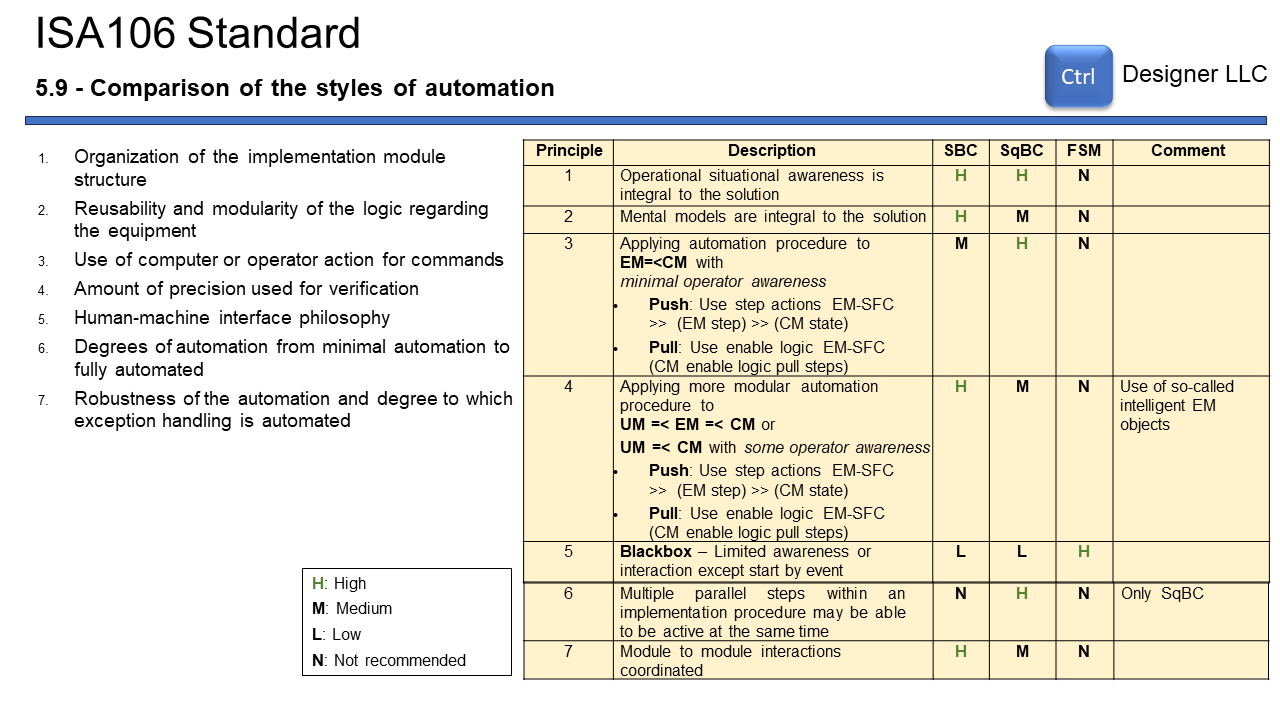 ISA106 Standard
5.9 - Comparison of the styles of automation
Ctrl
Designer LLC
1. Organization of the implementation module
structure
2. Reusability and modularity of the logic regarding
the equipment
3. Use of computer or operator action for commands
4. Amount of precision used for verification
5. Human-machine interface philosophy
6. Degrees of automation from minimal automation to
fully automated
7. Robustness of the automation and degree to which
exception handling is automated
H: High
M: Medium
L: Low
N: Not recommended
Principle Description SBC SqBC FSM Comment
1 Operational situational awareness is H H N
integral to the solution
2 Mental models are integral to the solution H M N
3 Applying automation procedure to M H N
EM=<CM with
minimal operator awareness
• Push: Use step actions EM-SFC
>> (EM step) >> (CM state)
• Pull: Use enable logic EM-SFC
(CM enable logic pull steps)
4 Applying more modular automation H M N Use of so-called
procedure to intelligent EM
UM =< EM =< CM or objects
UM =< CM with some operator awareness
• Push: Use step actions EM-SFC
>> (EM step) >> (CM state)
• Pull: Use enable logic EM-SFC
(CM enable logic pull steps)
5 Blackbox – Limited awareness or L L H
interaction except start by event
6 Multiple parallel steps within an N H N Only SqBC
implementation procedure may be able
to be active at the same time
7 Module to module interactions H M N
coordinated